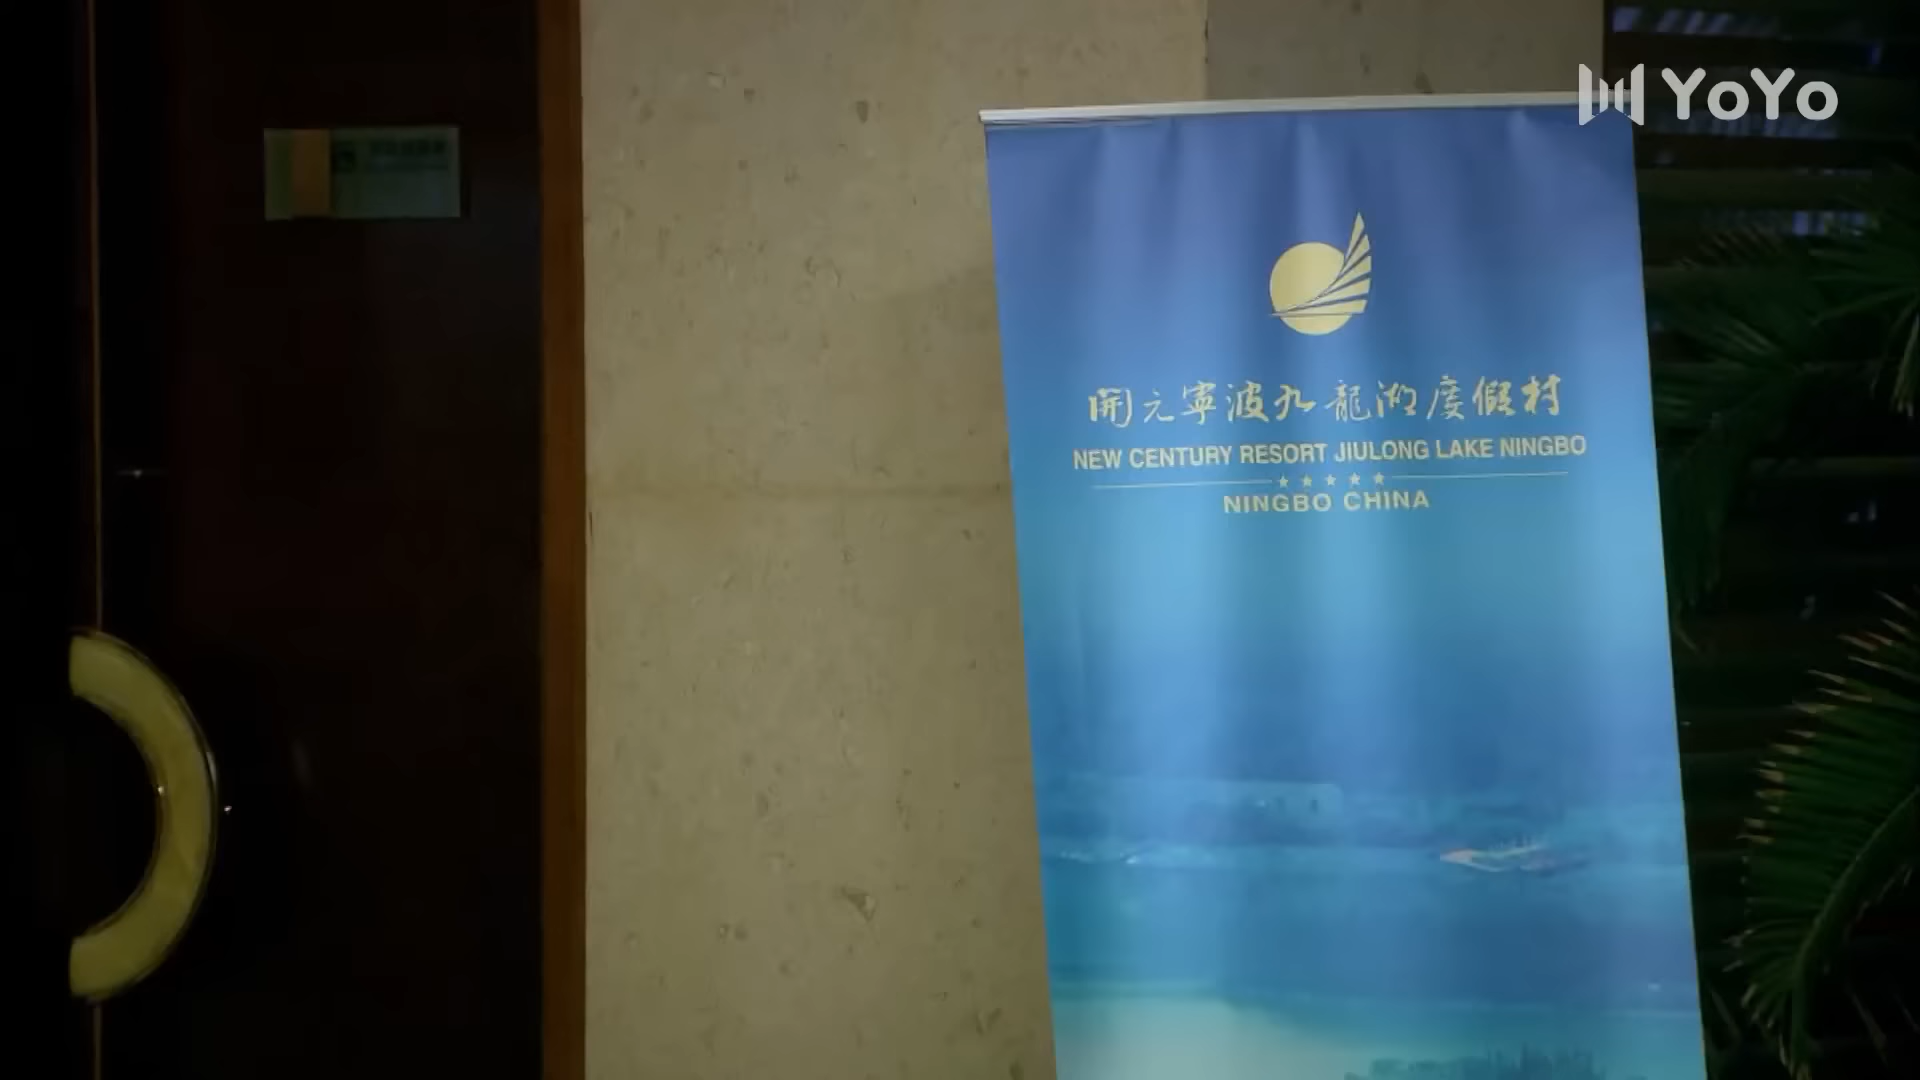 YoYo
開元寧波九龍湖度假村
NEW CENTURY RESORT JIULONG LAKE NINGBO
NINGBO CHINA